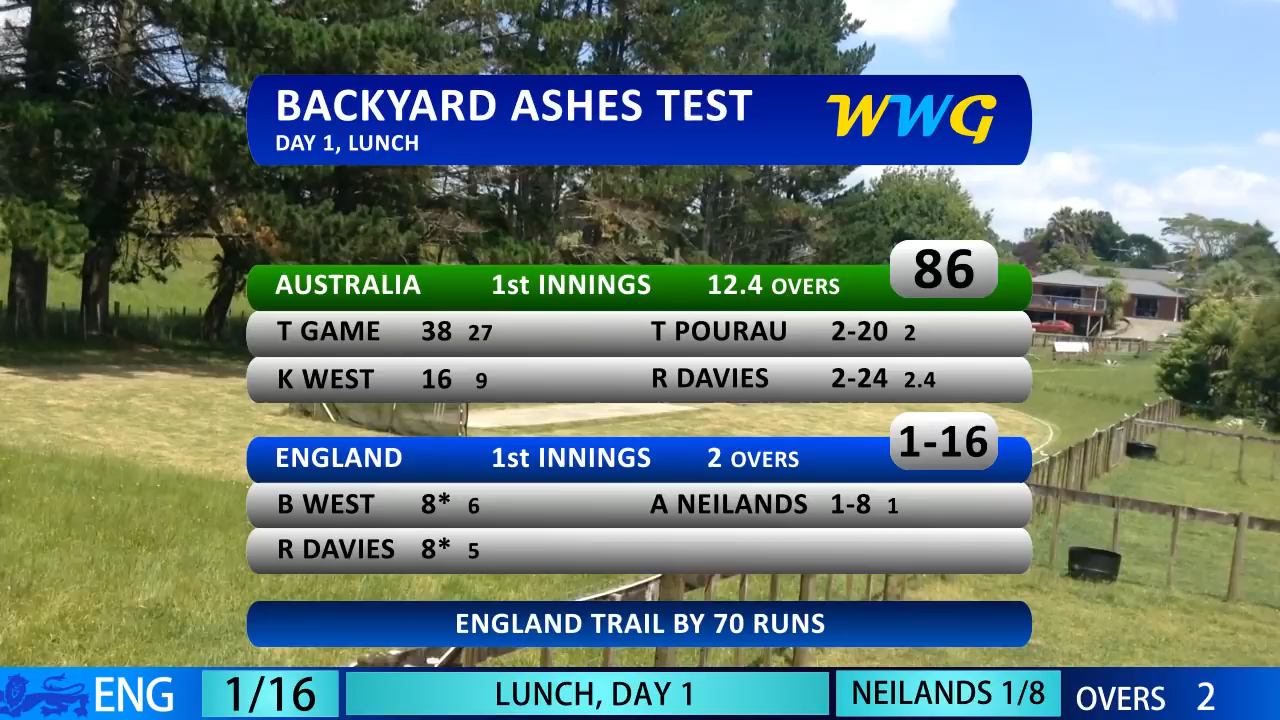 BACKYARD ASHES TEST
DAY 1, LUNCH
WWG
AUSTRALIA 1st INNINGS 12.4 OVERS 86
T GAME 38 27 T POURAU 2-20 2
K WEST 16 9 R DAVIES 2-24 2.4
ENGLAND 1st INNINGS 2 OVERS 1-16
B WEST 8* 6 A NEILANDS 1-8 1
R DAVIES 8* 5
ENGLAND TRAIL BY 70 RUNS
ENG 1/16 LUNCH, DAY 1 NEILANDS 1/8 OVERS 2